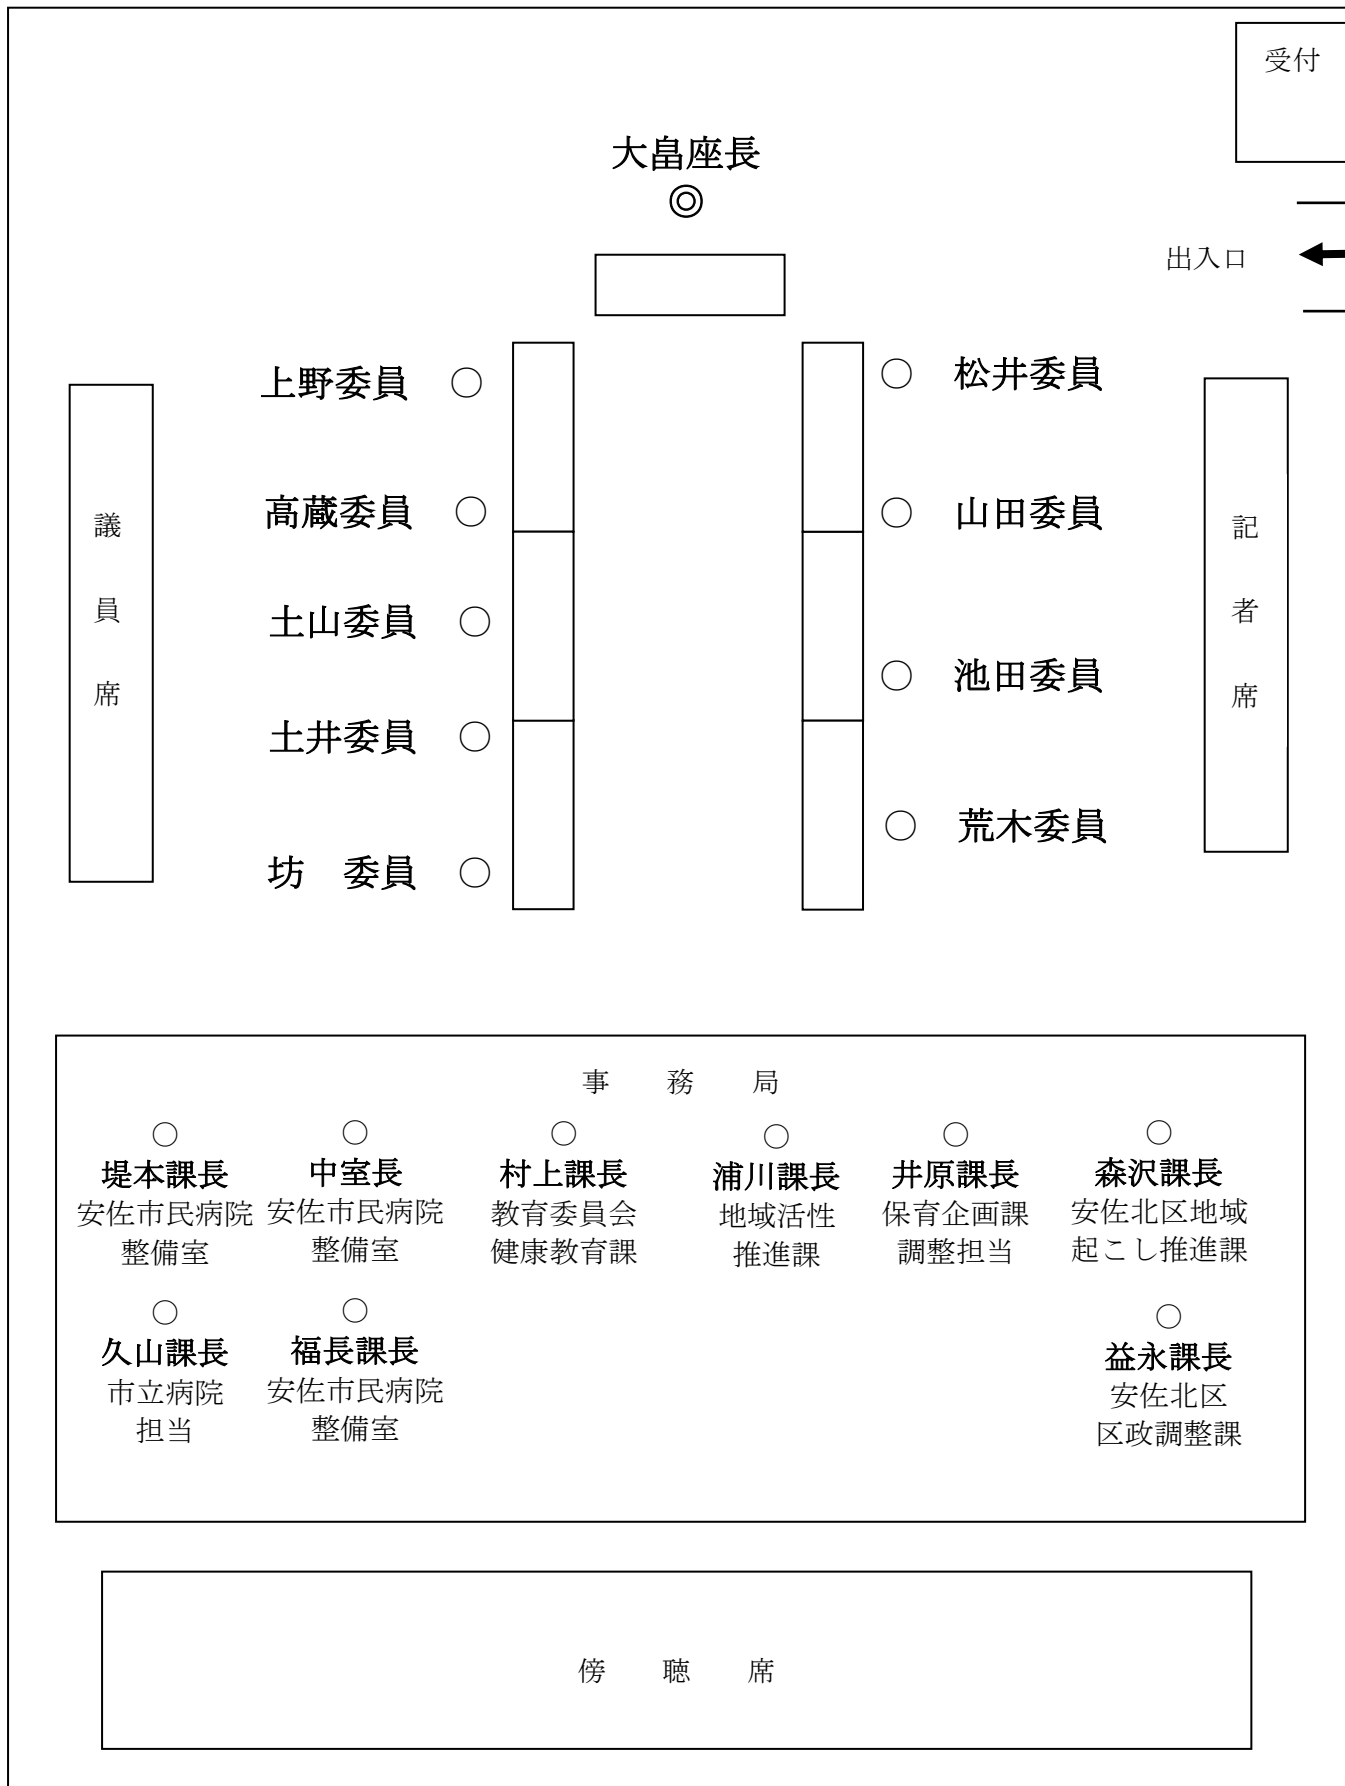 受付
大畠座長
◎
出入口
上野委員 ○
○ 松井委員
高蔵委員 ○
○ 山田委員
土山委員 ○
○ 池田委員
土井委員 ○
○ 荒木委員
坊　委員 ○
議員席
記者席
事　務　局
○ ○ ○ ○ ○ ○
堤本課長 中室長 村上課長 浦川課長 井原課長 森沢課長
安佐市民病院 安佐市民病院 教育委員会 地域活性 保育企画課 安佐北区地域
整備室 整備室 健康教育課 推進課 調整担当 起こし推進課
○ ○ ○
久山課長 福長課長 益永課長
市立病院 安佐市民病院 安佐北区
担当 整備室 区政調整課
傍　聴　席